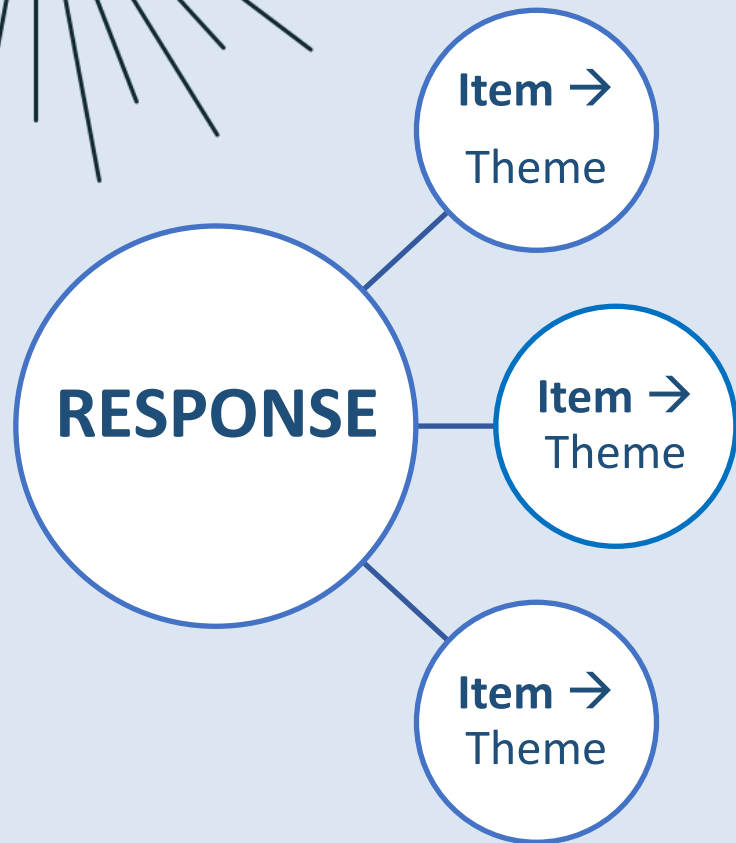 Item →
Theme
RESPONSE
Item →
Theme
Item →
Theme